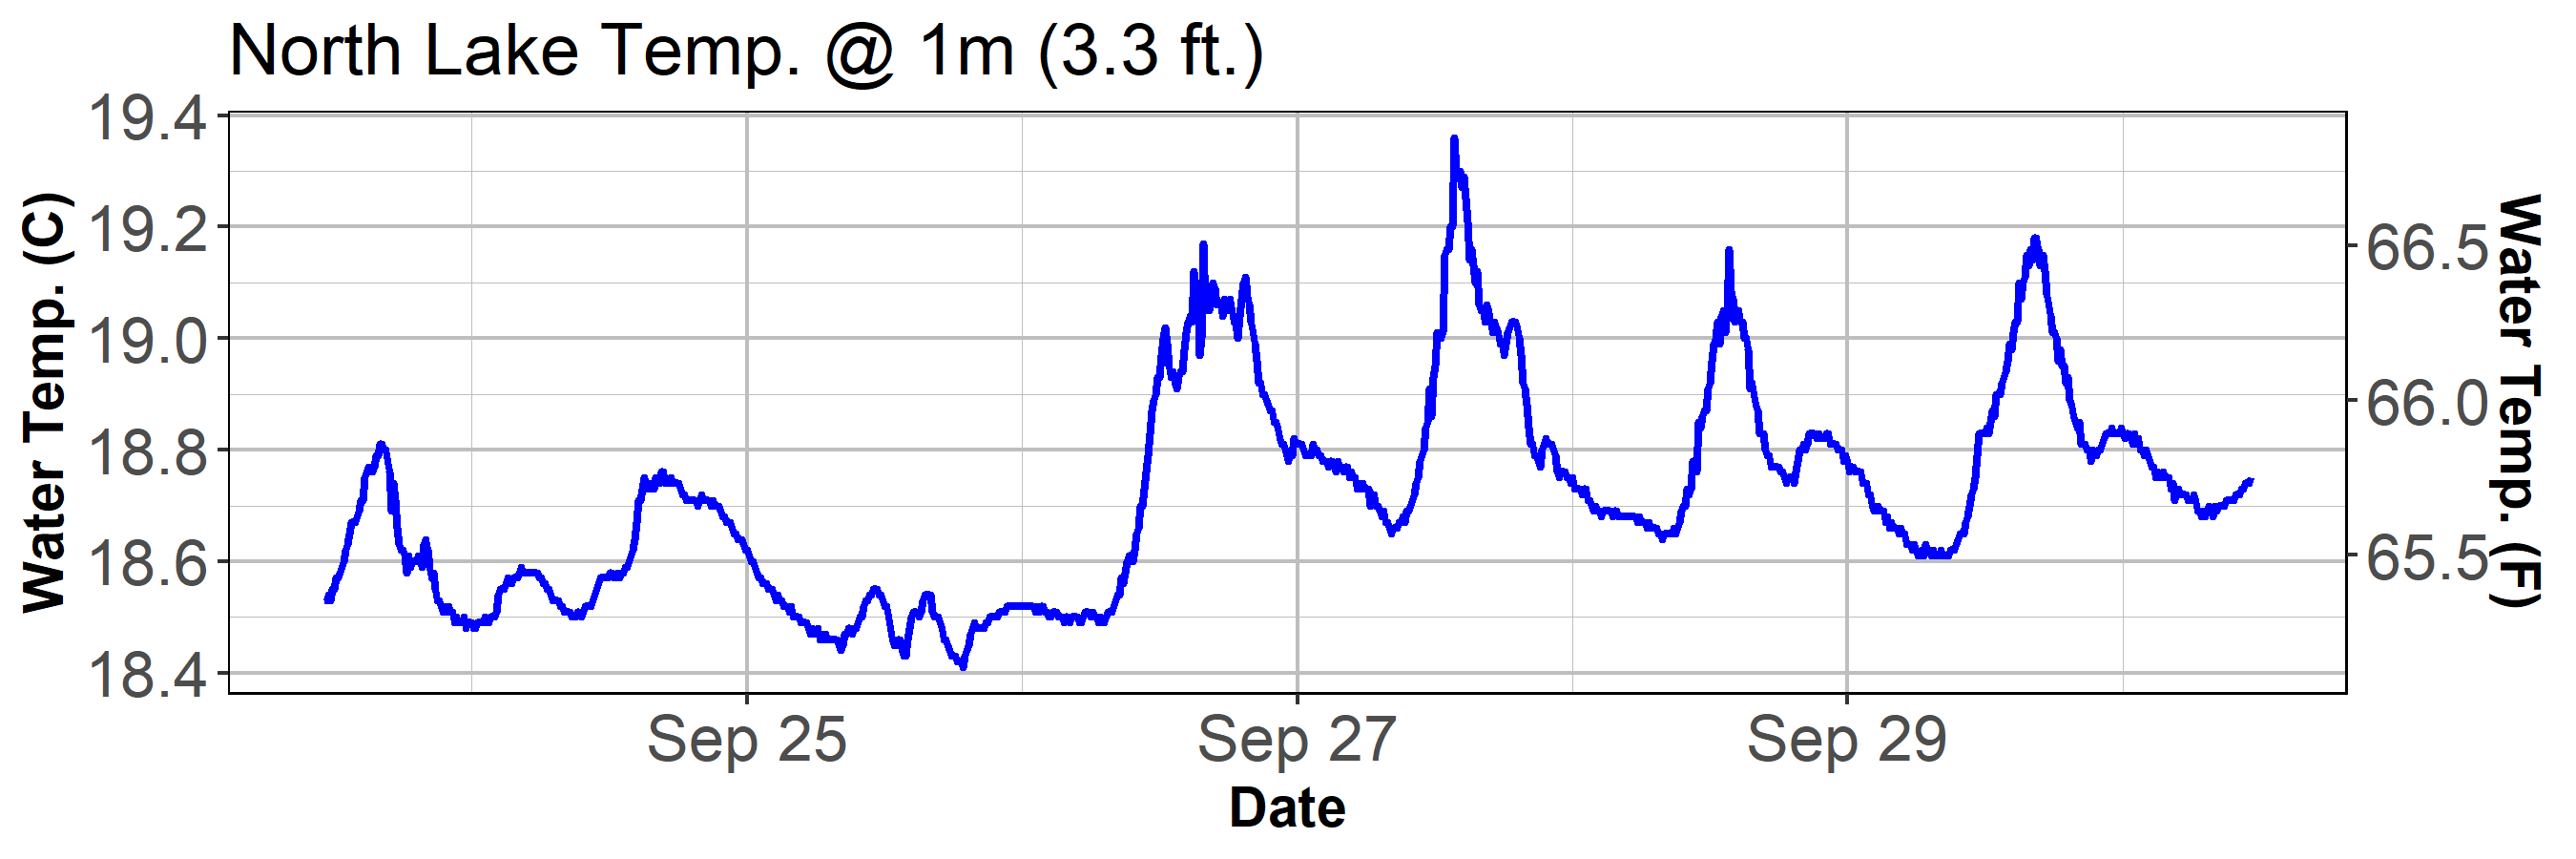 North Lake Temp. @ 1m (3.3 ft.)
Water Temp. (C)
19.4
19.2
19.0
18.8
18.6
18.4
66.5
66.0
65.5
Water Temp. (F)
Sep 25
Sep 27
Sep 29
Date